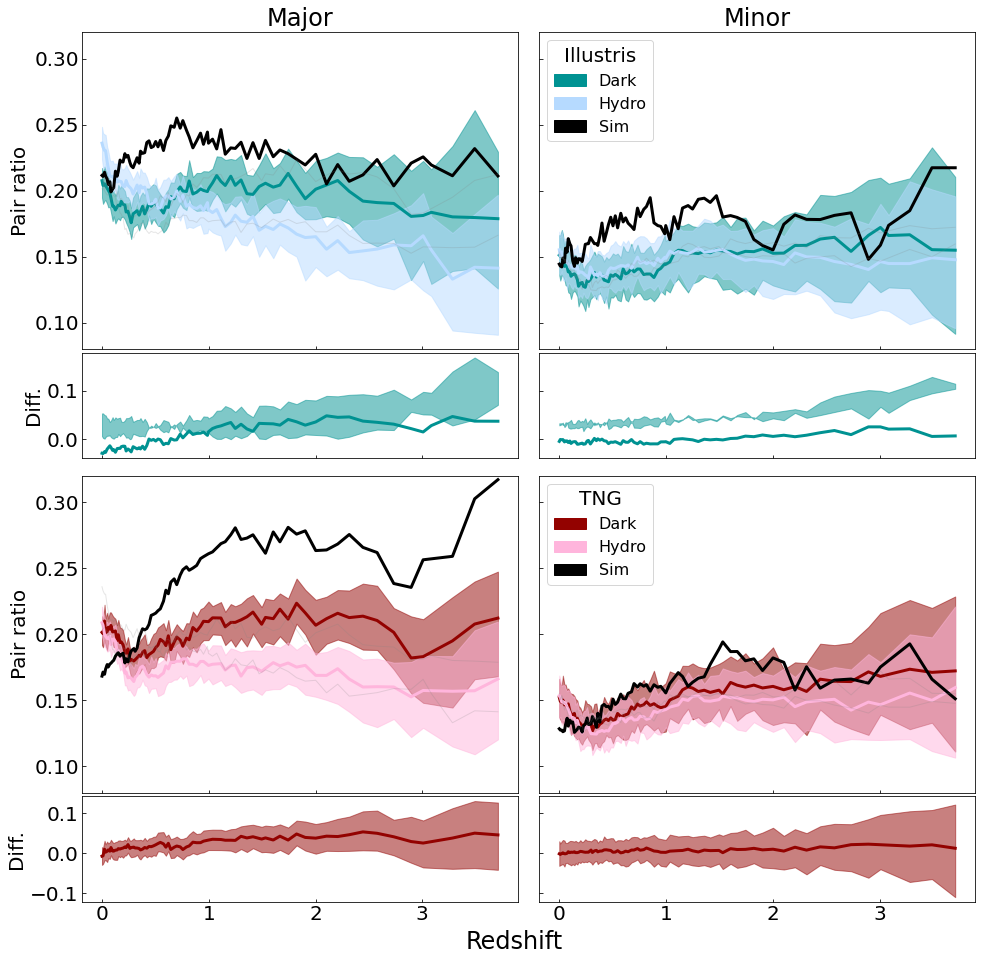 Major
Minor
Pair ratio
0.30
0.25
0.20
0.15
0.10
Illustris
Dark
Hydro
Sim
Diff.
0.1
0.0
Pair ratio
0.30
0.25
0.20
0.15
0.10
TNG
Dark
Hydro
Sim
Diff.
0.1
0.0
−0.1
0 1 2 3
0 1 2 3
Redshift